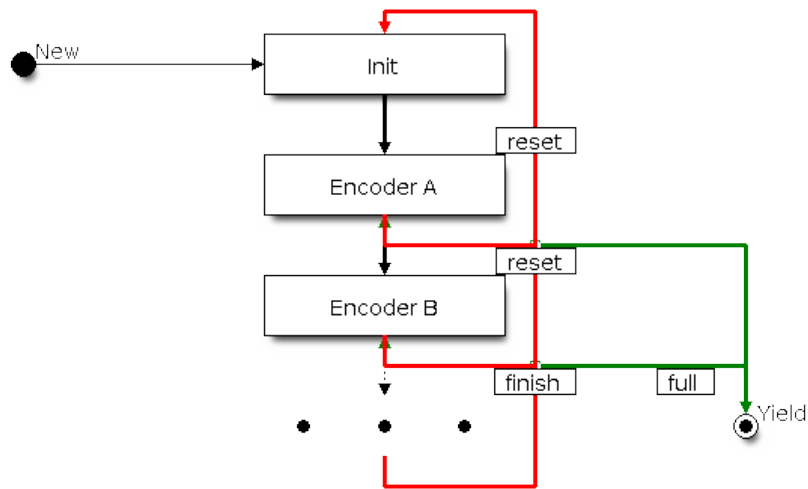 New
Init
reset
Encoder A
reset
Encoder B
finish
full
Yield